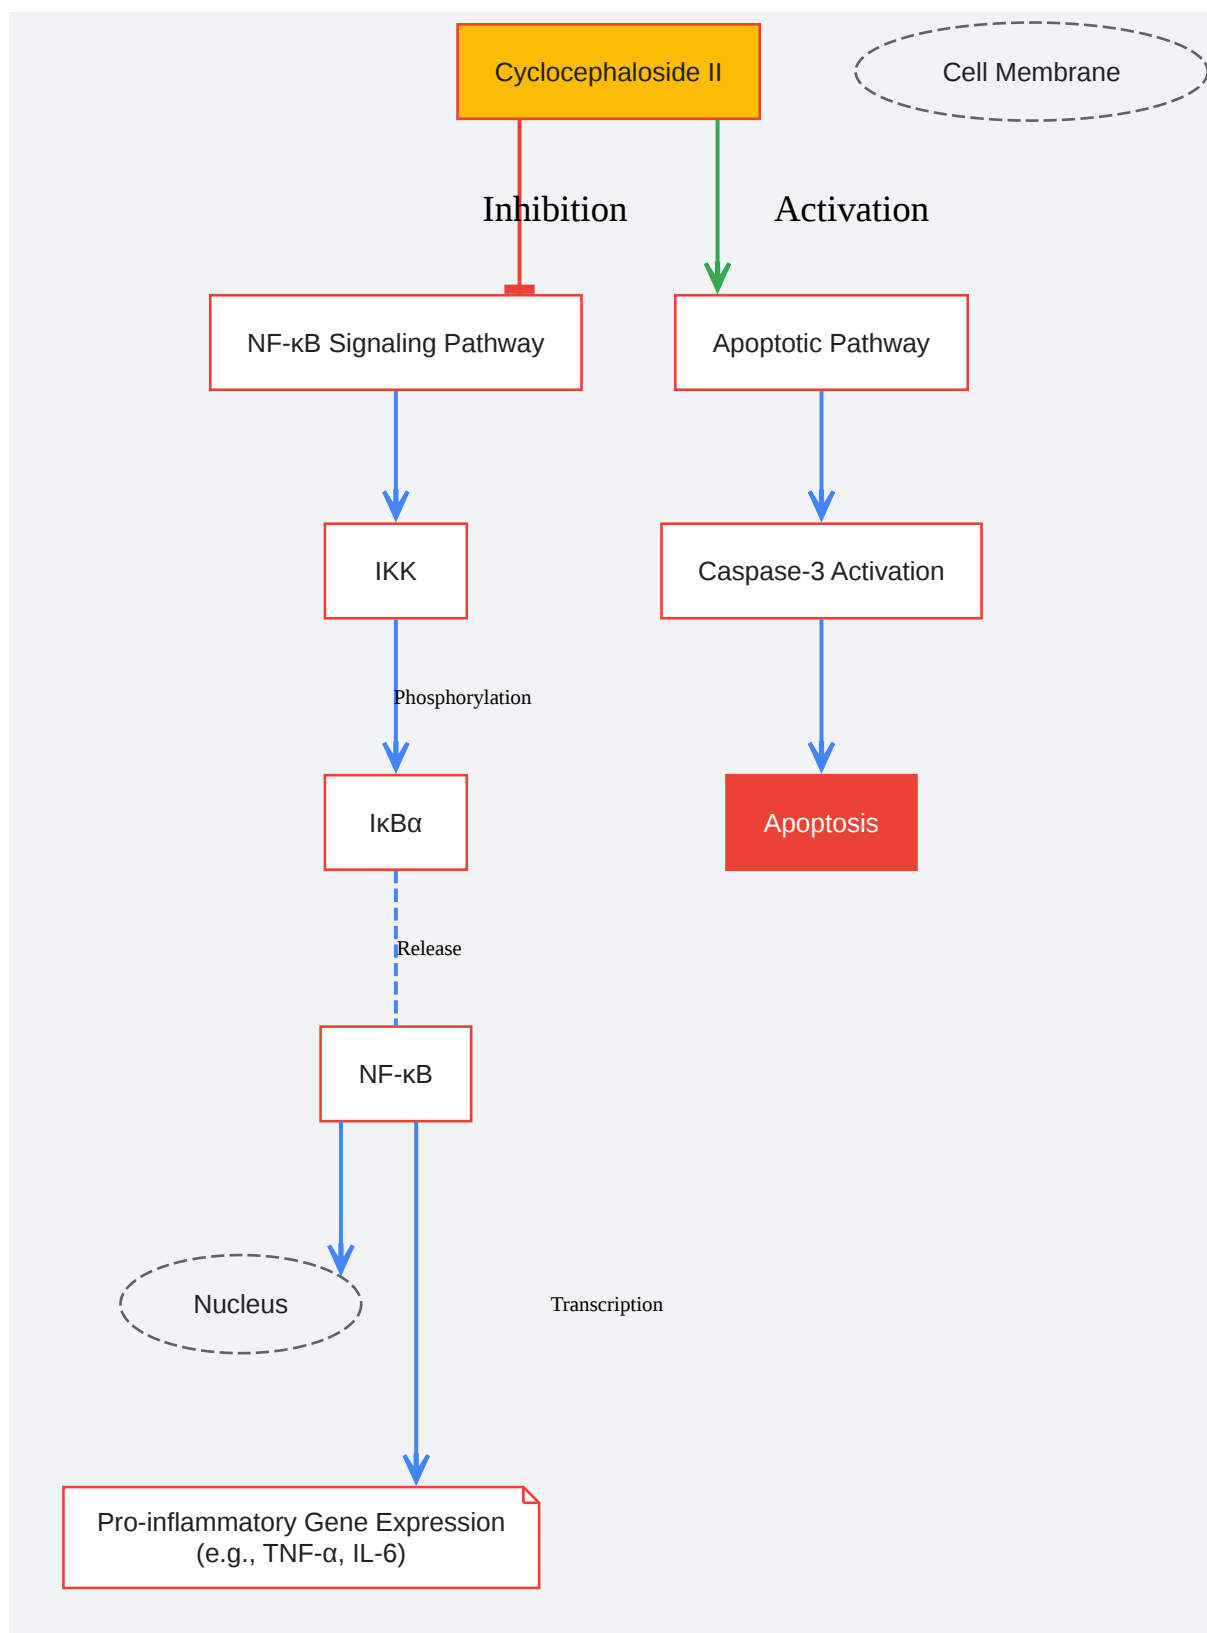 Cyclocephaloside II
Cell Membrane
Inhibition
Activation
NF-κB Signaling Pathway
Apoptotic Pathway
IKK
Caspase-3 Activation
Phosphorylation
IκBα
Apoptosis
Release
NF-κB
Nucleus
Transcription
Pro-inflammatory Gene Expression
(e.g., TNF-α, IL-6)